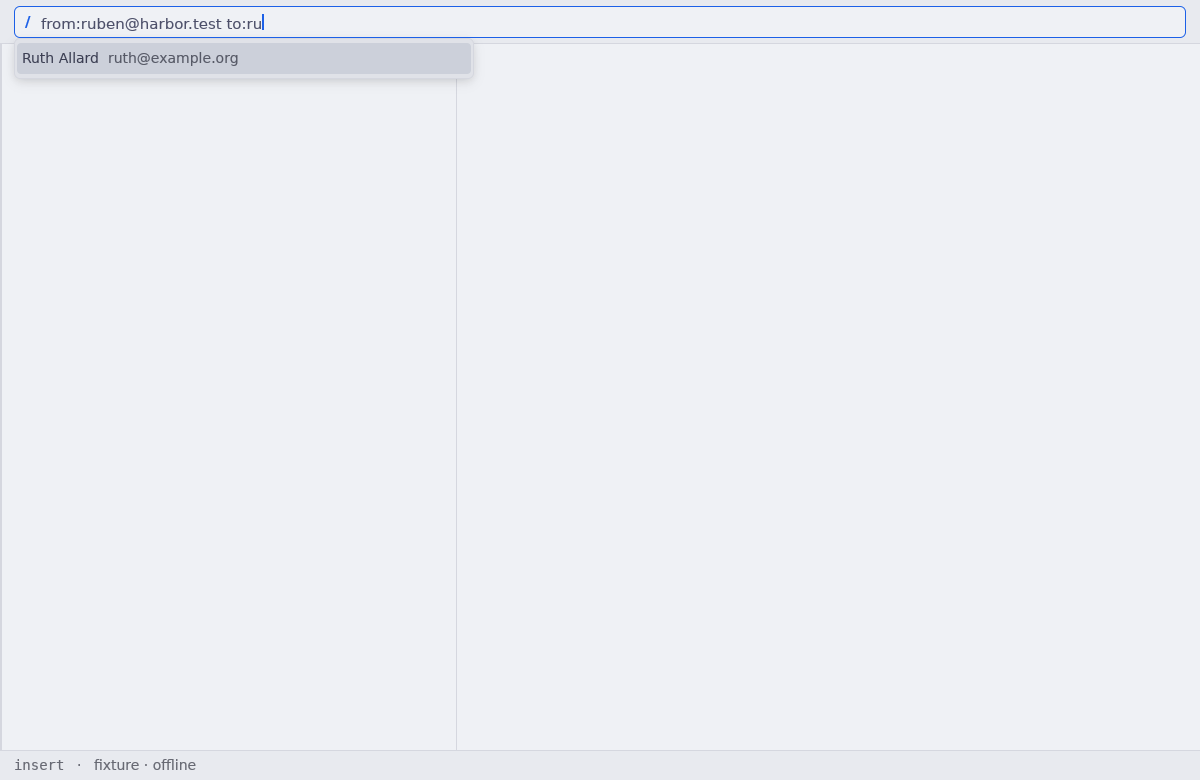 / from:ruben@harbor.test to:ru
Ruth Allard ruth@example.org
insert · fixture · offline